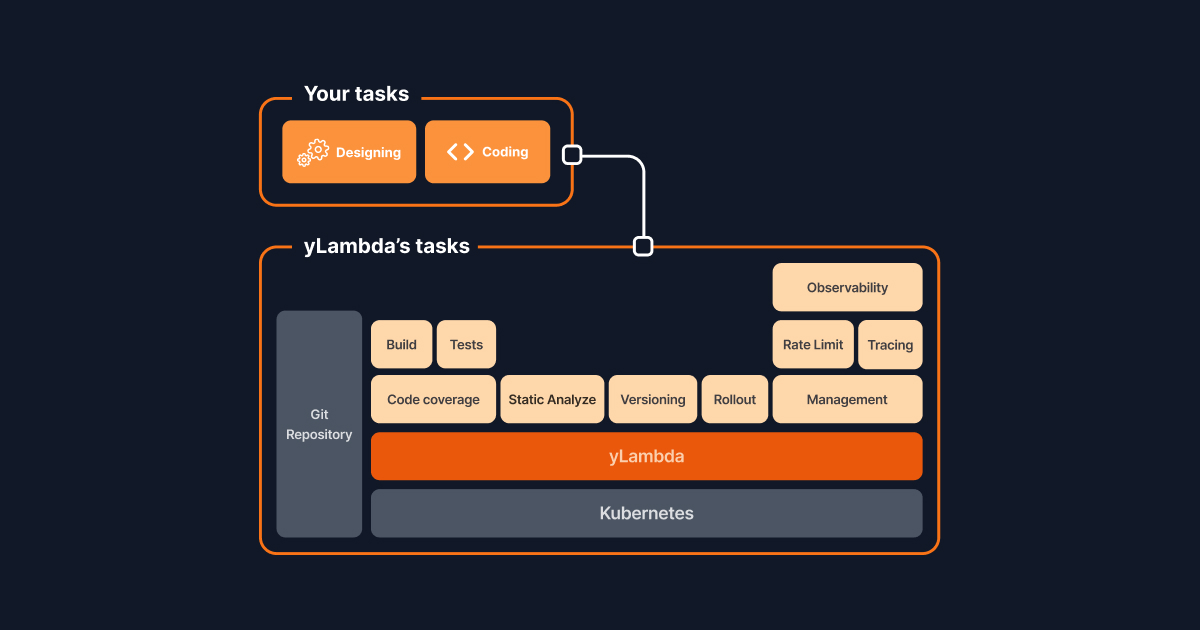 Your tasks
Designing
Coding
yLambda’s tasks
Observability
Build
Tests
Rate Limit
Tracing
Code coverage
Static Analyze
Versioning
Rollout
Management
Git
Repository
yLambda
Kubernetes